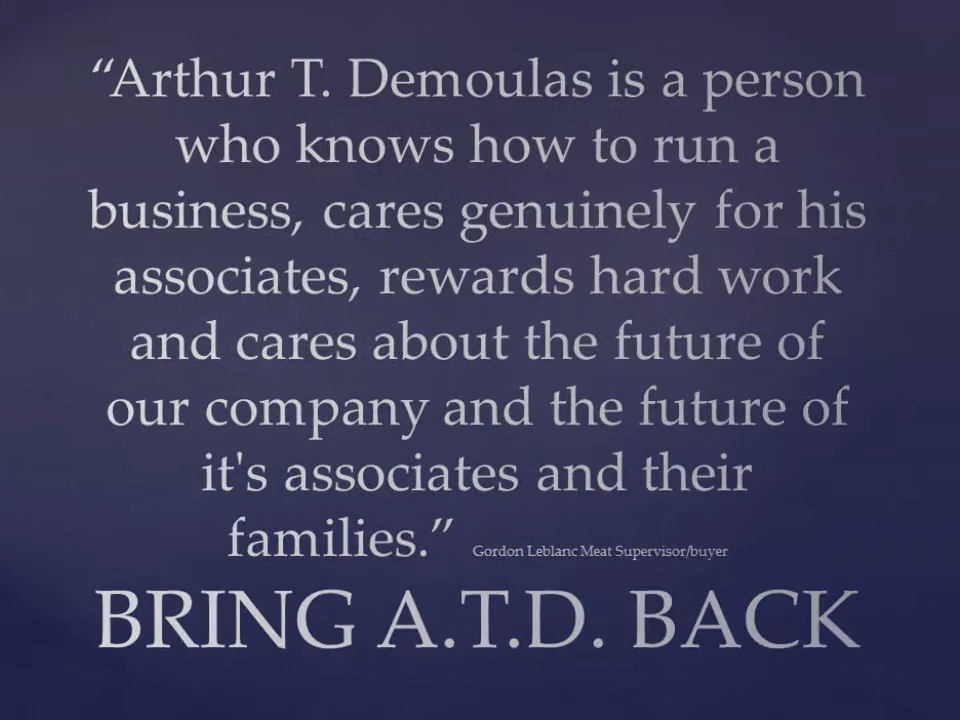 “Arthur T. Demoulas is a person
who knows how to run a
business, cares genuinely for his
associates, rewards hard work
and cares about the future of
our company and the future of
it's associates and their
families.” Gordon Leblanc Meat Supervisor/buyer
BRING A.T.D. BACK